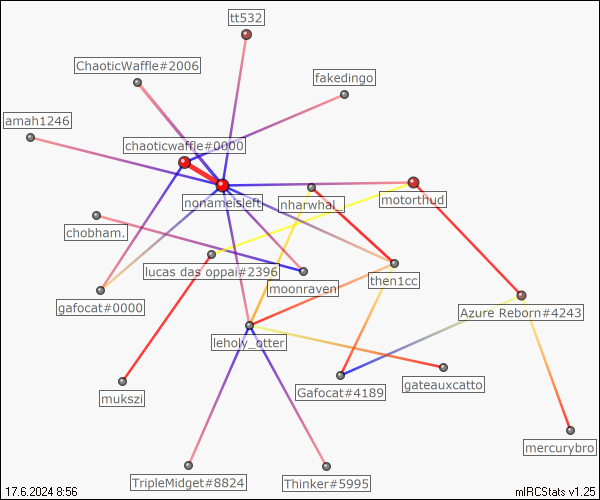 tt532
ChaoticWaffle#2006
fakedingo
amah1246
chaoticwaffle#0000
nonameisleft
nharwhal_
motorthud
chobham.
lucas das oppai#2396
moonraven
then1cc
gafocat#0000
Azure Reborn#4243
leholy_otter
mukszi
Gafocat#4189
gateauxcatto
mercurybro
TripleMidget#8824
Thinker#5995
17.6.2024 8:56
mIRCStats v1.25